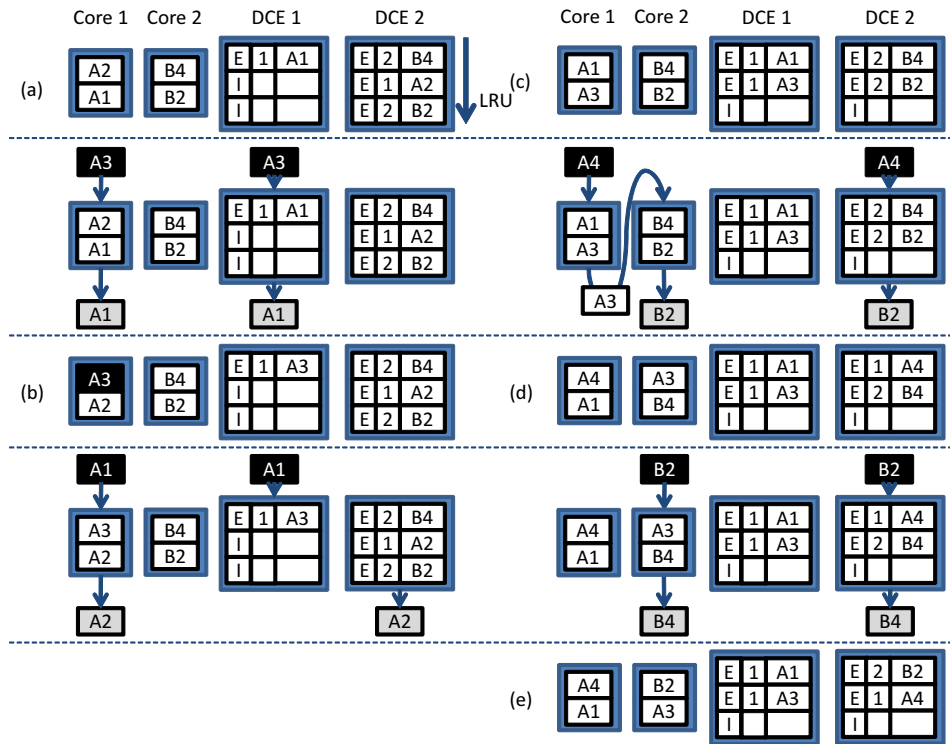 Core 1 Core 2 DCE 1 DCE 2
(a)
A2
A1
B4
B2
E 1 A1
I
I
E 2 B4
E 1 A2
E 2 B2
LRU
A3
A3
A2
A1
B4
B2
E 1 A1
I
I
E 2 B4
E 1 A2
E 2 B2
A1
A1
(b)
A3
A2
B4
B2
E 1 A3
I
I
E 2 B4
E 1 A2
E 2 B2
A1
A1
A3
A2
B4
B2
E 1 A3
I
I
E 2 B4
E 1 A2
E 2 B2
A2
A2
Core 1 Core 2 DCE 1 DCE 2
(c)
A1
A3
B4
B2
E 1 A1
E 1 A3
I
E 2 B4
E 2 B2
I
A4
A4
A1
A3
B4
B2
E 1 A1
E 1 A3
I
E 2 B4
E 2 B2
I
A3
B2
B2
(d)
A4
A1
A3
B4
E 1 A1
E 1 A3
I
E 1 A4
E 2 B4
I
B2
B2
A4
A1
A3
B4
E 1 A1
E 1 A3
I
E 1 A4
E 2 B4
I
B4
B4
(e)
A4
A1
B2
A3
E 1 A1
E 1 A3
I
E 2 B2
E 1 A4
I